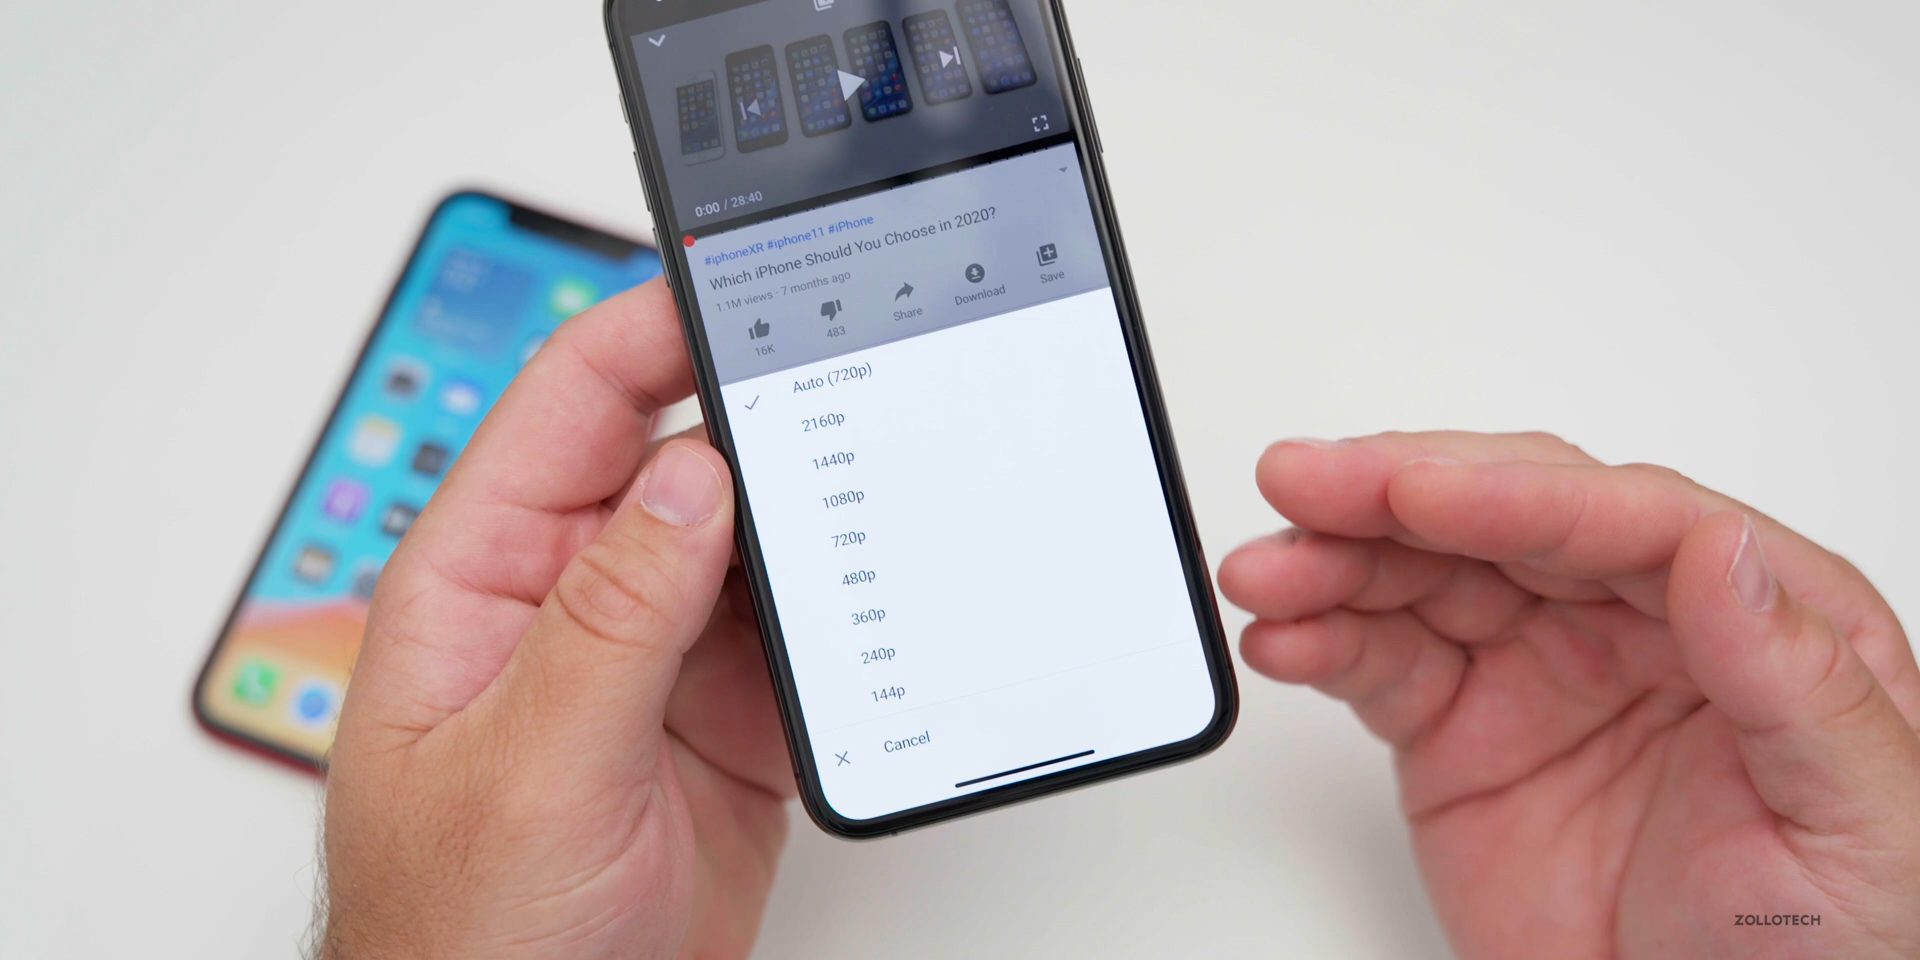 0:00 / 28:40
#iphoneXR #iphone11 #iPhone
Which iPhone Should You Choose in 2020?
1.1M views · 7 months ago
16K
483
Share
Download
Save
Auto (720p)
2160p
1440p
1080p
720p
480p
360p
240p
144p
Cancel
ZOLLOTECH